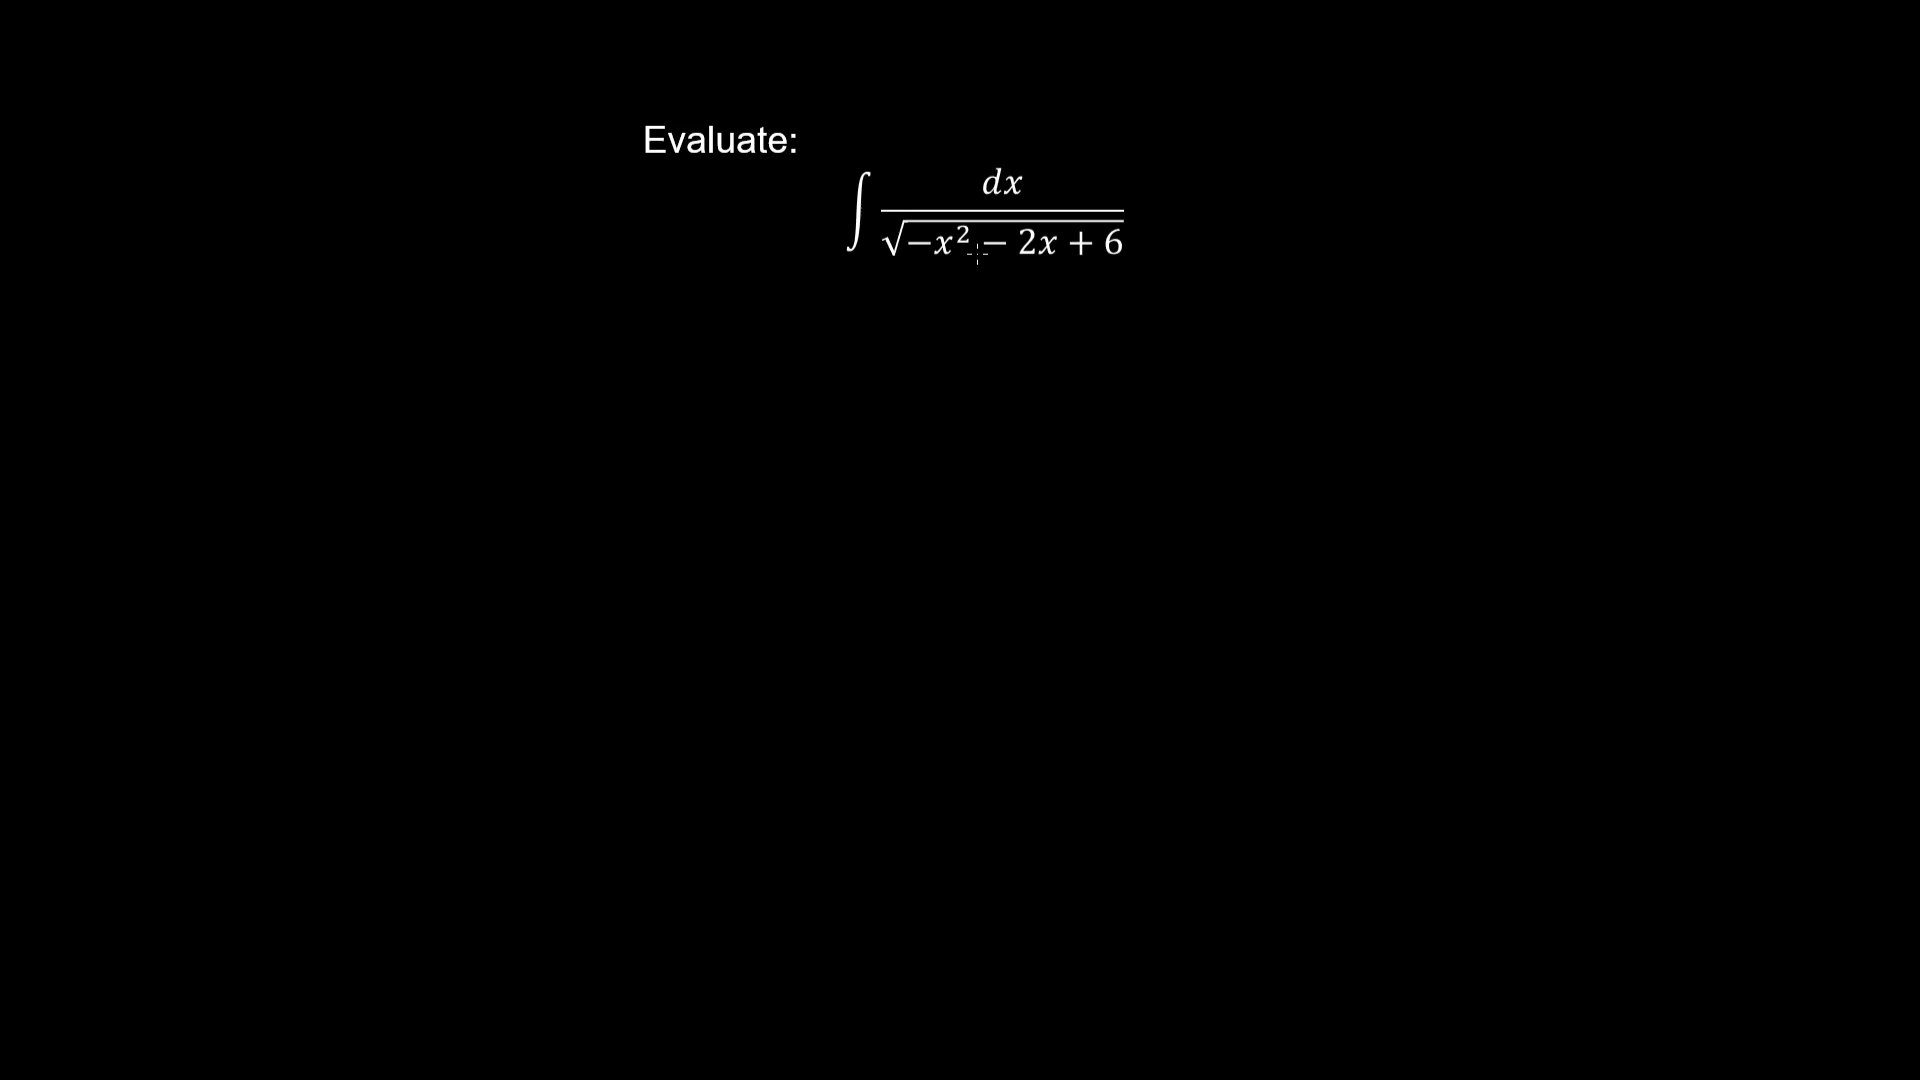 Evaluate:
∫ dx / √(−x² − 2x + 6)